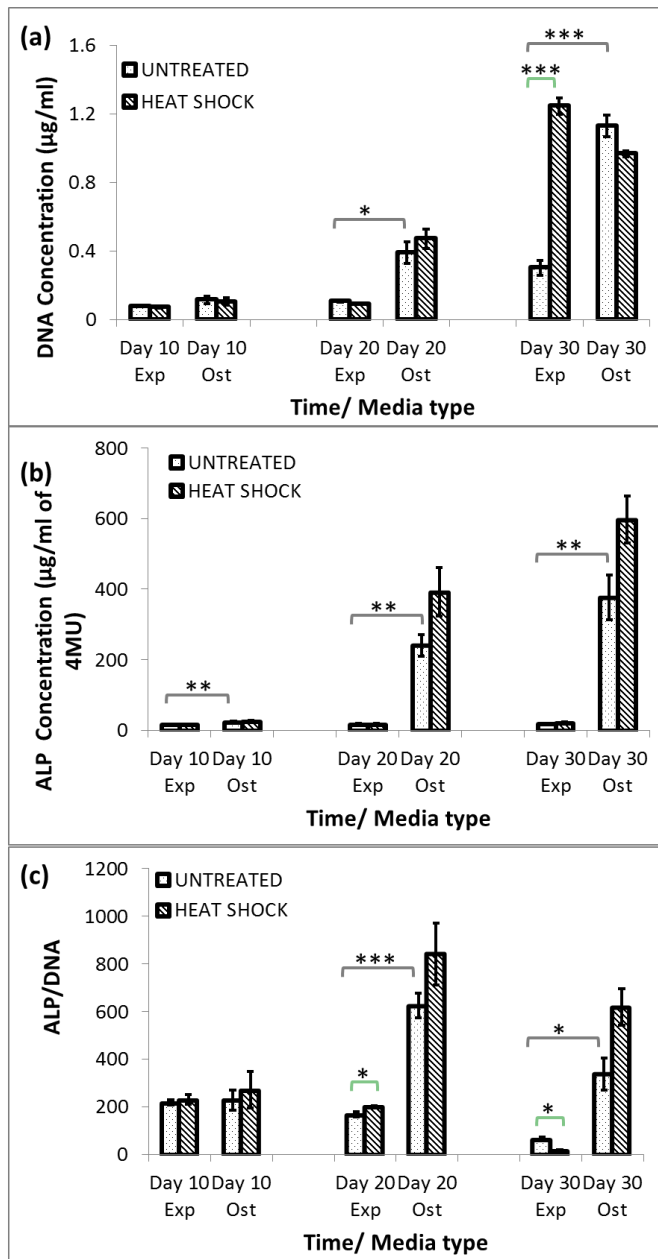 (a)
***
1.6
UNTREATED
HEAT SHOCK
***
1.2
0.8
*
0.4
0
DNA Concentration (µg/ml)
Day 10 Day 10 Day 20 Day 20 Day 30 Day 30
Exp Ost Exp Ost Exp Ost
Time/ Media type
(b)
800
UNTREATED
HEAT SHOCK
600
**
400
**
200
**
0
ALP Concentration (µg/ml of
4MU)
Day 10 Day 10 Day 20 Day 20 Day 30 Day 30
Exp Ost Exp Ost Exp Ost
Time/ Media type
(c)
1200
UNTREATED
HEAT SHOCK
1000
***
800
600
*
400
*
*
200
0
ALP/DNA
Day 10 Day 10 Day 20 Day 20 Day 30 Day 30
Exp Ost Exp Ost Exp Ost
Time/ Media type